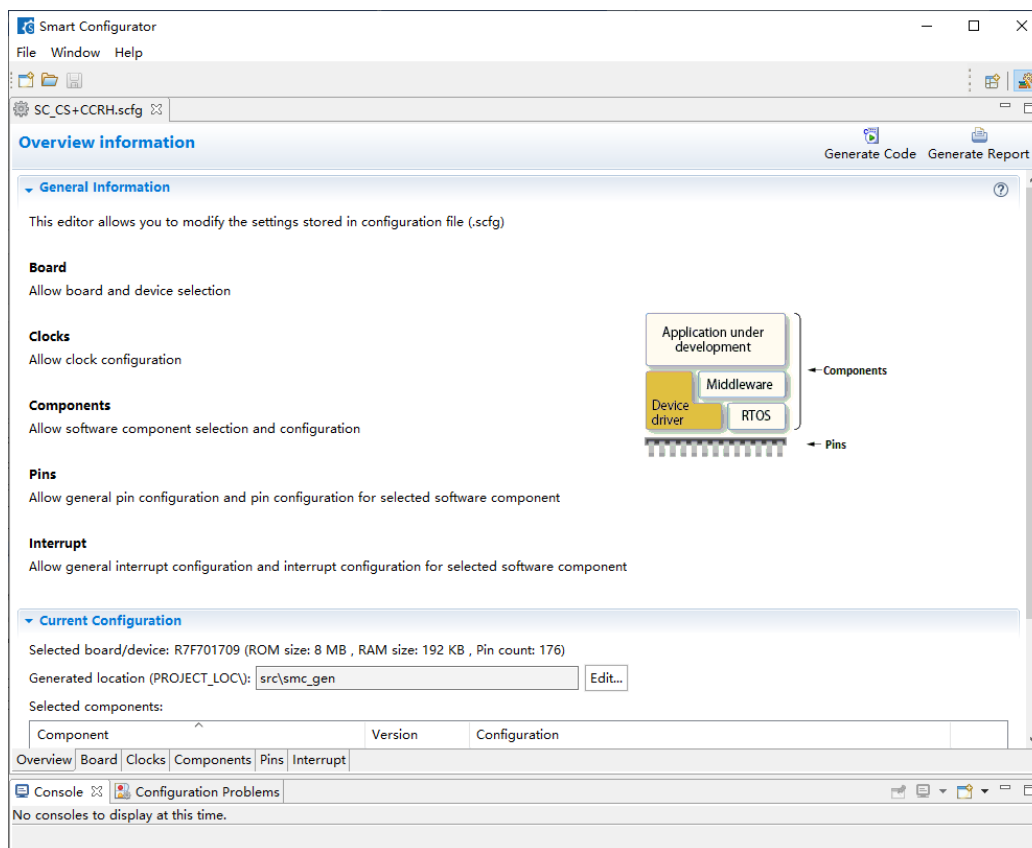 Smart Configurator
File Window Help
SC_CS+CCRH.scfg
Overview information
Generate Code Generate Report
General Information
This editor allows you to modify the settings stored in configuration file (.scfg)
Board
Allow board and device selection
Clocks
Allow clock configuration
Components
Allow software component selection and configuration
Pins
Allow general pin configuration and pin configuration for selected software component
Interrupt
Allow general interrupt configuration and interrupt configuration for selected software component
Application under
development
Middleware
Device
driver
RTOS
Components
Pins
Current Configuration
Selected board/device: R7F701709 (ROM size: 8 MB , RAM size: 192 KB , Pin count: 176)
Generated location (PROJECT_LOC\): src\smc_gen Edit...
Selected components:
Component Version Configuration
Overview Board Clocks Components Pins Interrupt
Console Configuration Problems
No consoles to display at this time.